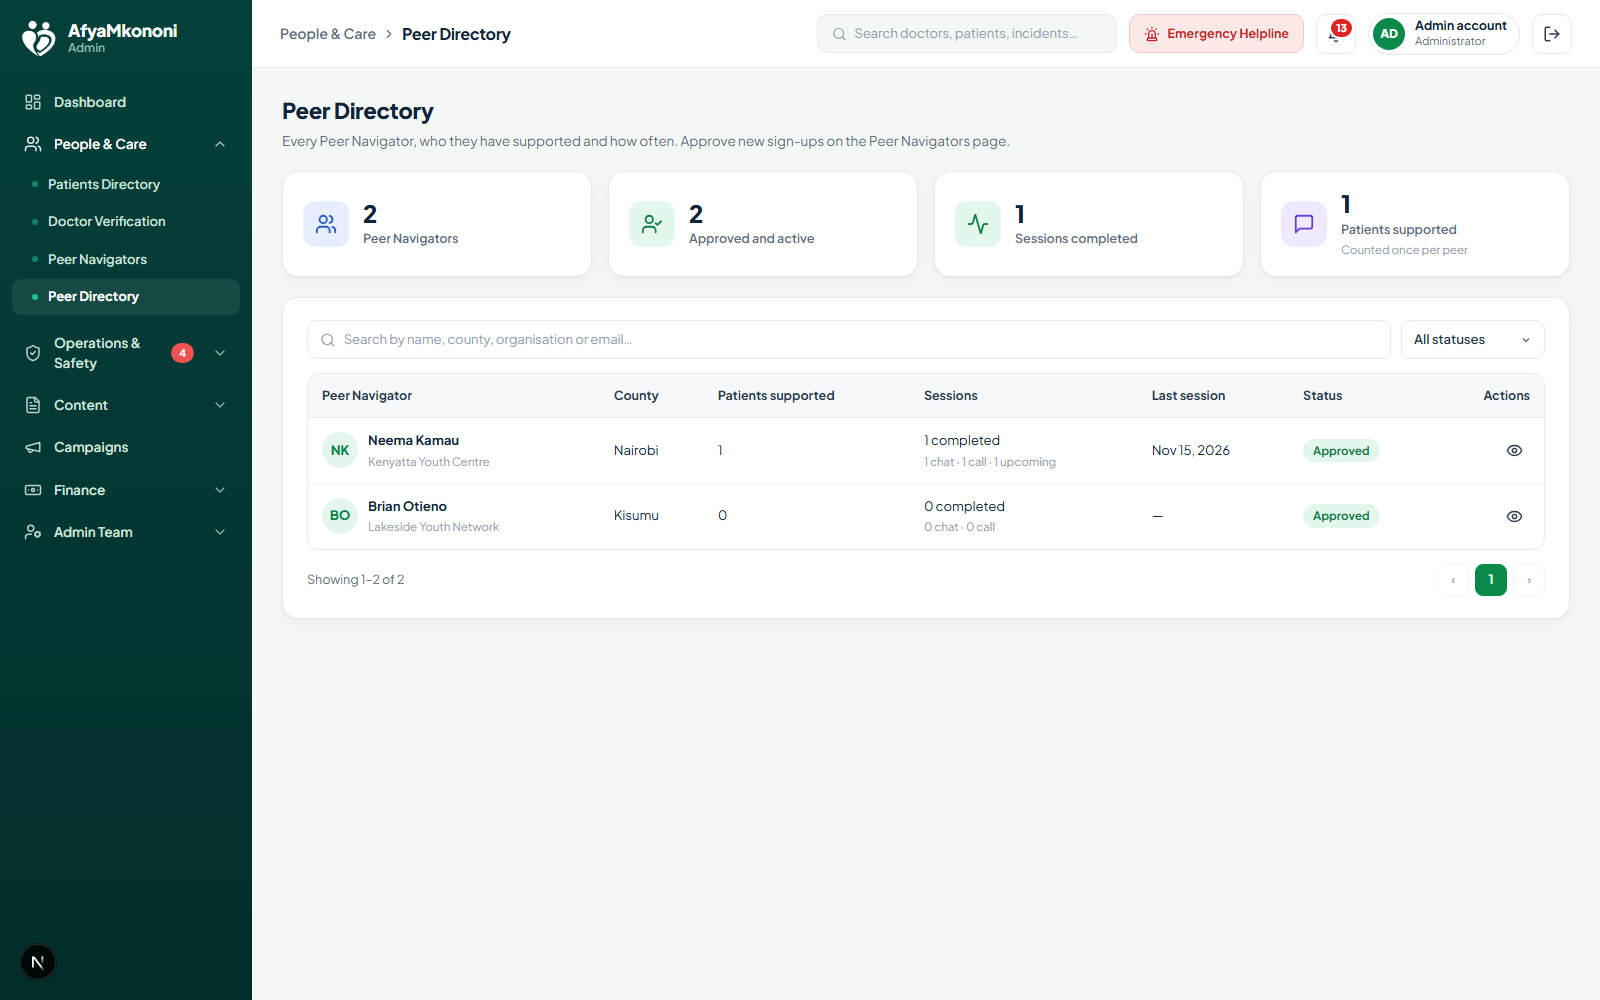 AfyaMkononi
Admin
Dashboard
People & Care
Patients Directory
Doctor Verification
Peer Navigators
Peer Directory
Operations & Safety
4
Content
Campaigns
Finance
Admin Team
N
People & Care > Peer Directory
Search doctors, patients, incidents...
Emergency Helpline
13
AD
Admin account
Administrator
Peer Directory
Every Peer Navigator, who they have supported and how often. Approve new sign-ups on the Peer Navigators page.
2
Peer Navigators
2
Approved and active
1
Sessions completed
1
Patients supported
Counted once per peer
Search by name, county, organisation or email...
All statuses
Peer Navigator County Patients supported Sessions Last session Status Actions
NK
Neema Kamau
Kenyatta Youth Centre
Nairobi
1
1 completed
1 chat · 1 call · 1 upcoming
Nov 15, 2026
Approved
BO
Brian Otieno
Lakeside Youth Network
Kisumu
0
0 completed
0 chat · 0 call
—
Approved
Showing 1–2 of 2
‹ 1 ›